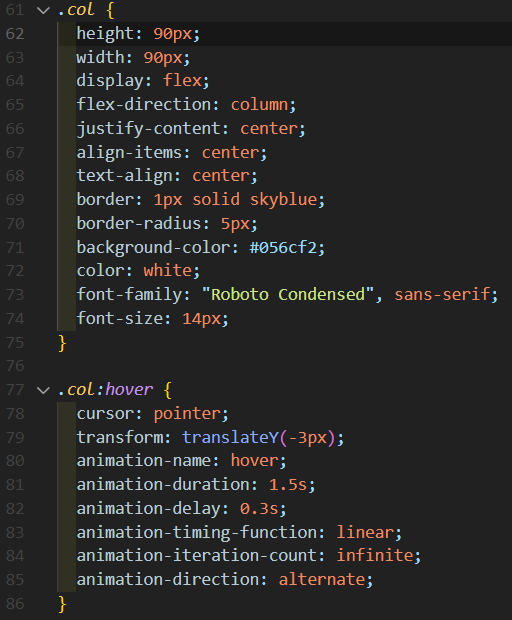 61 .col {
62 height: 90px;
63 width: 90px;
64 display: flex;
65 flex-direction: column;
66 justify-content: center;
67 align-items: center;
68 text-align: center;
69 border: 1px solid skyblue;
70 border-radius: 5px;
71 background-color: #056cf2;
72 color: white;
73 font-family: "Roboto Condensed", sans-serif;
74 font-size: 14px;
75 }
76
77 .col:hover {
78 cursor: pointer;
79 transform: translateY(-3px);
80 animation-name: hover;
81 animation-duration: 1.5s;
82 animation-delay: 0.3s;
83 animation-timing-function: linear;
84 animation-iteration-count: infinite;
85 animation-direction: alternate;
86 }